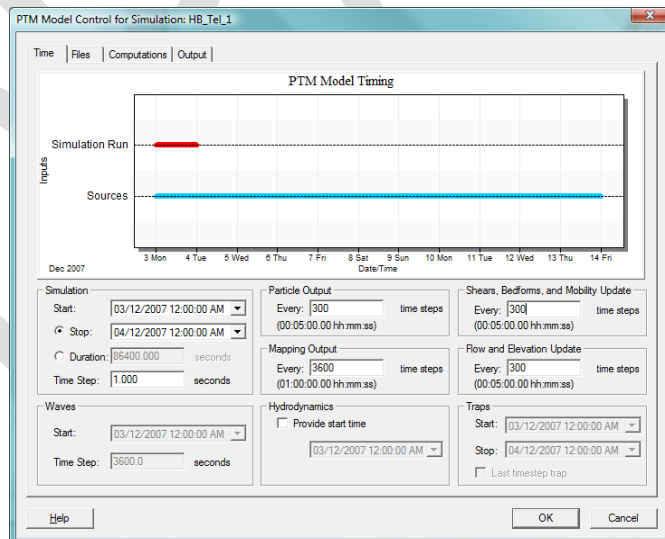 PTM Model Control for Simulation: HB_Tel_1
Time Files Computations Output
PTM Model Timing
Inputs
Simulation Run
Sources
3 Mon 4 Tue 5 Wed 6 Thu 7 Fri 8 Sat 9 Sun 10 Mon 11 Tue 12 Wed 13 Thu 14 Fri
Dec 2007
Date/Time
Simulation
Start: 03/12/2007 12:00:00 AM
Stop: 04/12/2007 12:00:00 AM
Duration: 86400.000 seconds
Time Step: 1.000 seconds
Particle Output
Every: 300 time steps
(00:05:00.00 hh:mm:ss)
Shears, Bedforms, and Mobility Update
Every: 300 time steps
(00:05:00.00 hh:mm:ss)
Mapping Output
Every: 3600 time steps
(01:00:00.00 hh:mm:ss)
Flow and Elevation Update
Every: 300 time steps
(00:05:00.00 hh:mm:ss)
Waves
Start: 03/12/2007 12:00:00 AM
Time Step: 3600.0 seconds
Hydrodynamics
Provide start time
03/12/2007 12:00:00 AM
Traps
Start: 03/12/2007 12:00:00 AM
Stop: 04/12/2007 12:00:00 AM
Last timestep trap
Help
OK
Cancel